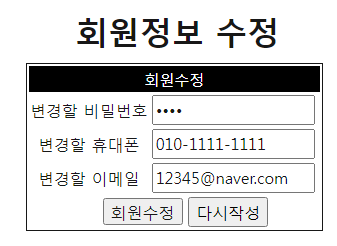 회원정보 수정
회원수정
변경할 비밀번호 ••••
변경할 휴대폰 010-1111-1111
변경할 이메일 12345@naver.com
회원수정 다시작성